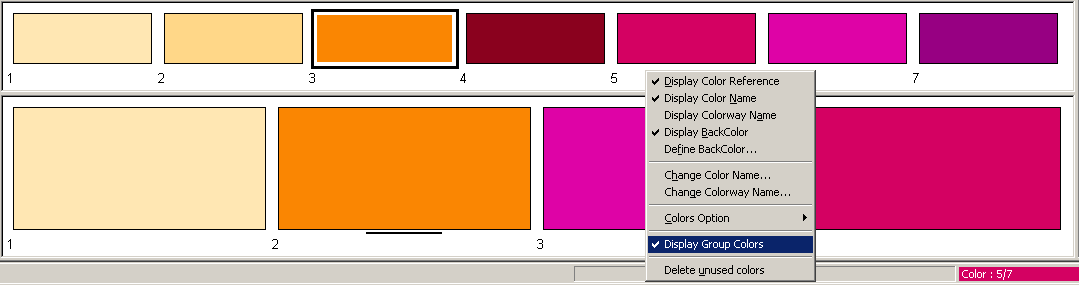 1 2 3 4 5 7
Display Color Reference
Display Color Name
Display Colorway Name
Display BackColor
Define BackColor...
Change Color Name...
Change Colorway Name...
Colors Option
Display Group Colors
Delete unused colors
1 2 3
Color : 5/7